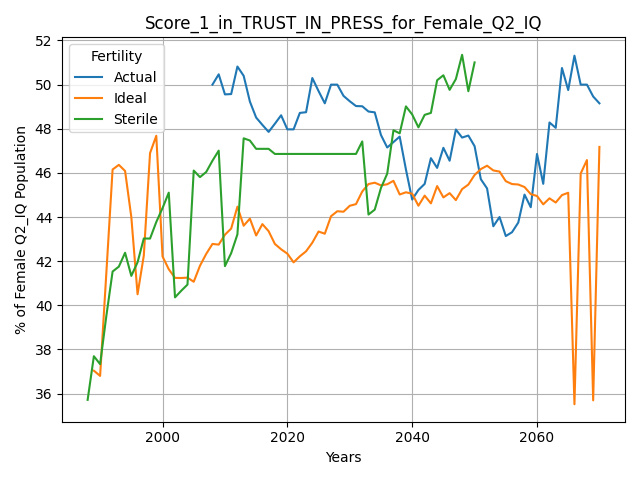 Score_1_in_TRUST_IN_PRESS_for_Female_Q2_IQ
Fertility
Actual
Ideal
Sterile
% of Female Q2_IQ Population
52
50
48
46
44
42
40
38
36
2000
2020
2040
2060
Years